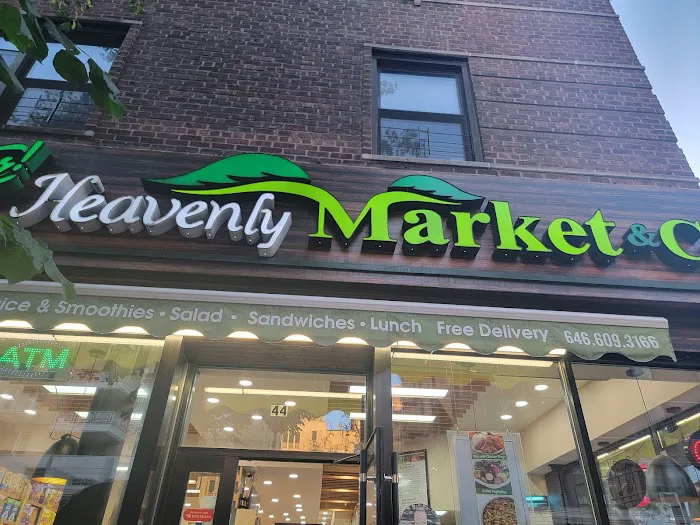 Heavenly Market & C
ice & Smoothies • Salad • Sandwiches • Lunch Free Delivery 646.609.3166
ATM
44